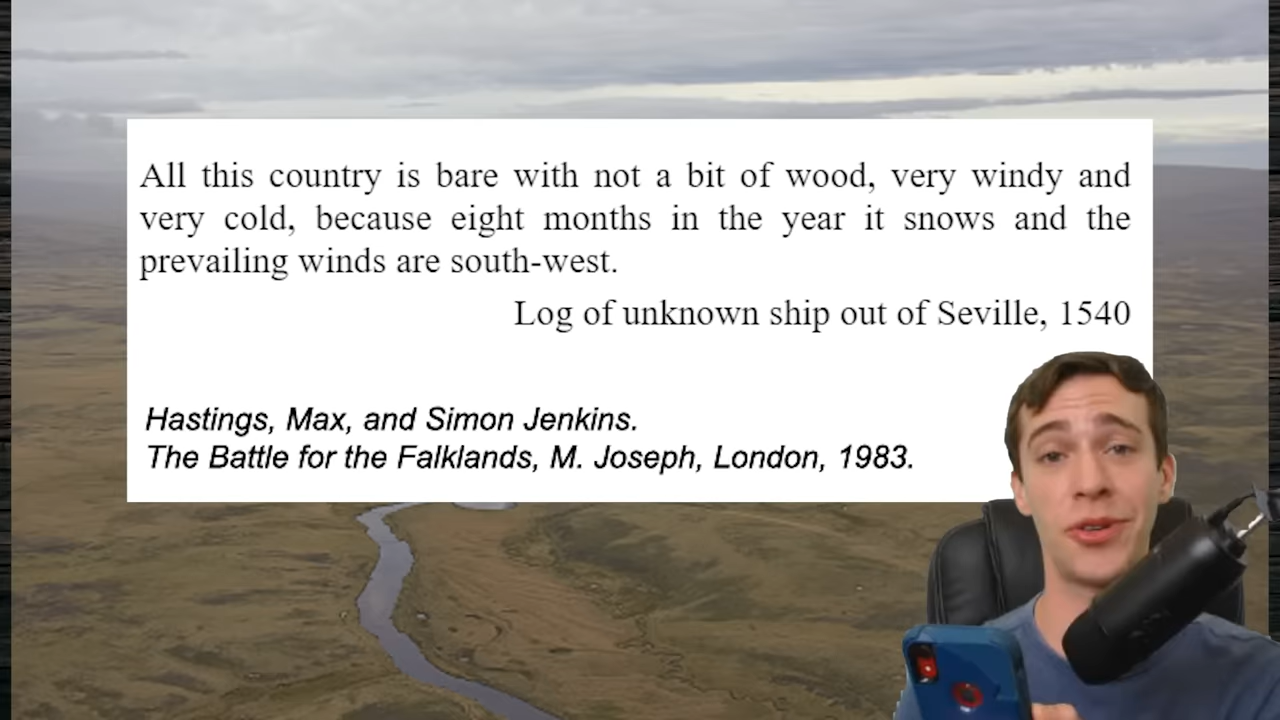 All this country is bare with not a bit of wood, very windy and
very cold, because eight months in the year it snows and the
prevailing winds are south-west.
Log of unknown ship out of Seville, 1540
Hastings, Max, and Simon Jenkins.
The Battle for the Falklands, M. Joseph, London, 1983.